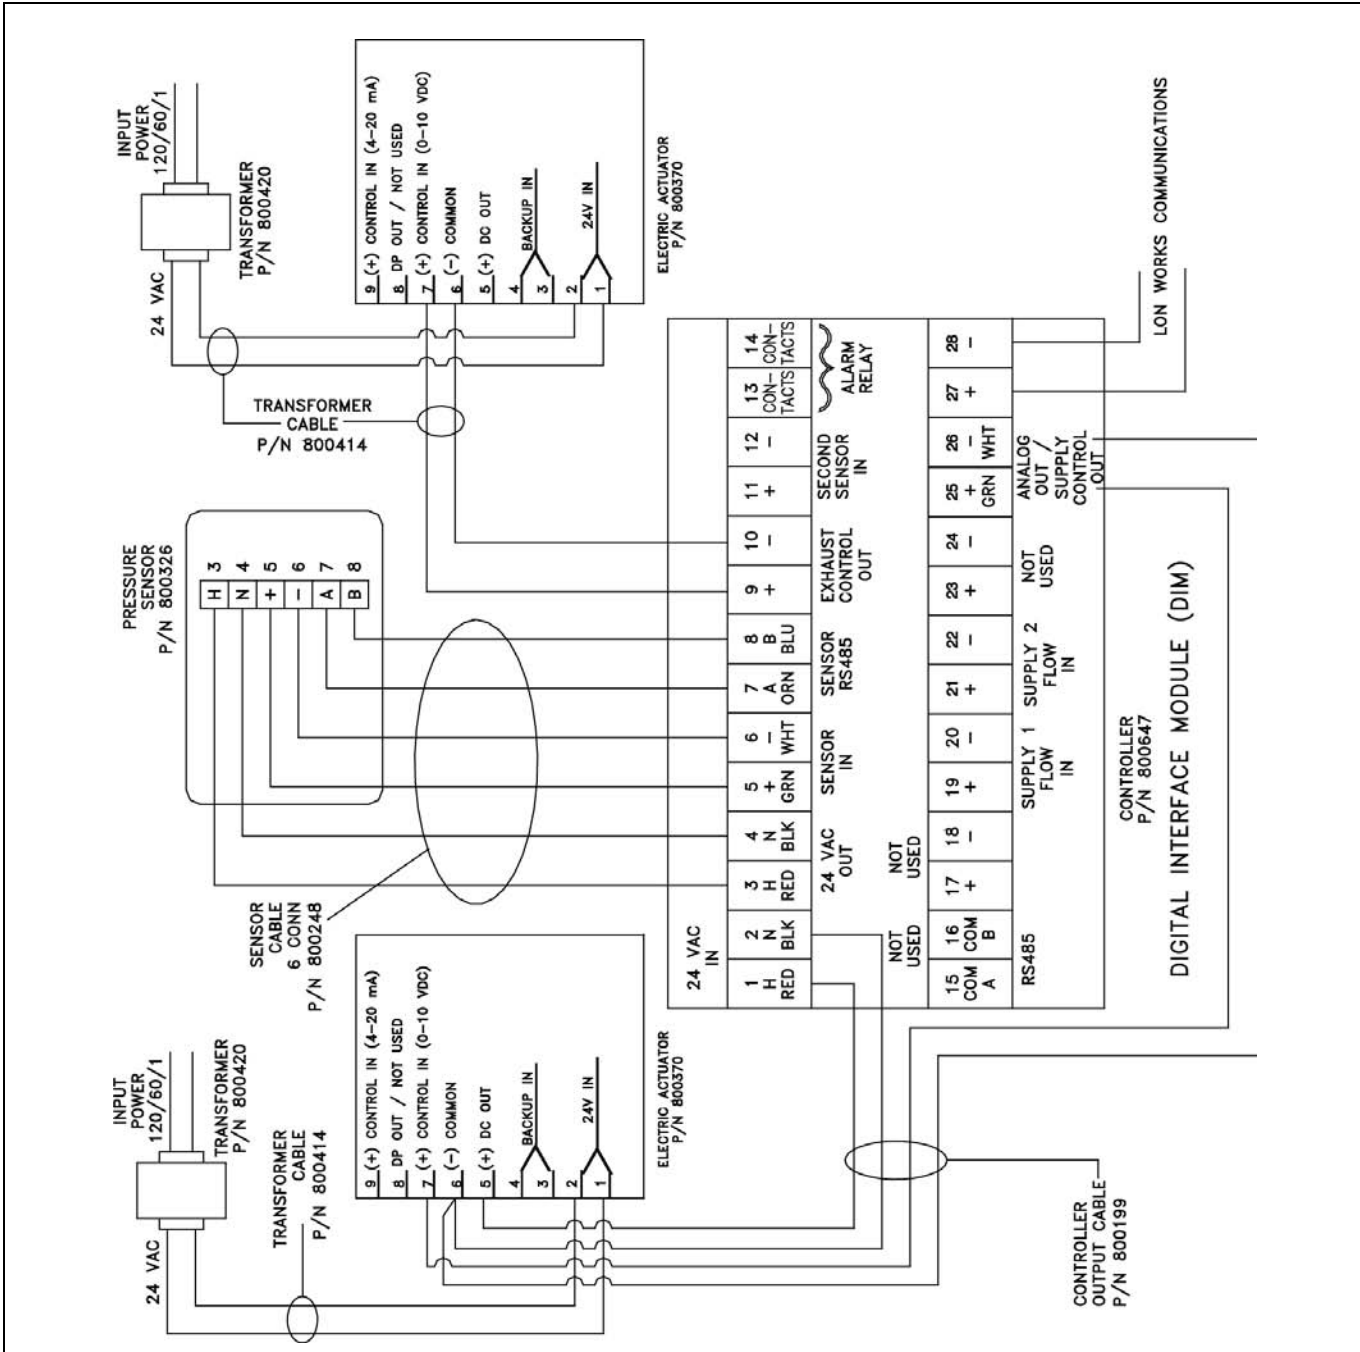 INPUT
POWER
120/60/1
TRANSFORMER
P/N 800420
24 VAC
TRANSFORMER
CABLE
P/N 800414
9 (+) CONTROL IN (4-20 mA)
8 DP OUT / NOT USED
7 (+) CONTROL IN (0-10 VDC)
6 (-) COMMON
5 (+) DC OUT
4
BACKUP IN
3
2
24V IN
1
ELECTRIC ACTUATOR
P/N 800370
PRESSURE
SENSOR
P/N 800326
3 4 5 6 7 8
H N + - A B
SENSOR
CABLE
6 CONN
P/N 800248
INPUT
POWER
120/60/1
TRANSFORMER
P/N 800420
24 VAC
TRANSFORMER
CABLE
P/N 800414
9 (+) CONTROL IN (4-20 mA)
8 DP OUT / NOT USED
7 (+) CONTROL IN (0-10 VDC)
6 (-) COMMON
5 (+) DC OUT
4
BACKUP IN
3
2
24V IN
1
ELECTRIC ACTUATOR
P/N 800370
24 VAC
IN
1
H
RED
2
N
BLK
3
H
RED
4
N
BLK
24 VAC
OUT
5
+
GRN
6
-
WHT
SENSOR
IN
7
A
ORN
8
B
BLU
SENSOR
RS485
9
+
10
-
EXHAUST
CONTROL
OUT
11
+
12
-
SECOND
SENSOR
IN
13
CON-
TACTS
14
CON-
TACTS
ALARM
RELAY
NOT
USED
15
COM
A
16
COM
B
RS485
NOT
USED
17
+
18
-
19
+
20
-
SUPPLY 1
FLOW
IN
21
+
22
-
SUPPLY 2
FLOW
IN
23
+
24
-
NOT
USED
25
+
GRN
26
-
WHT
ANALOG
OUT /
SUPPLY
CONTROL
OUT
27
+
28
-
LON WORKS COMMUNICATIONS
CONTROLLER
P/N 800647
DIGITAL INTERFACE MODULE (DIM)
CONTROLLER
OUTPUT CABLE
P/N 800199